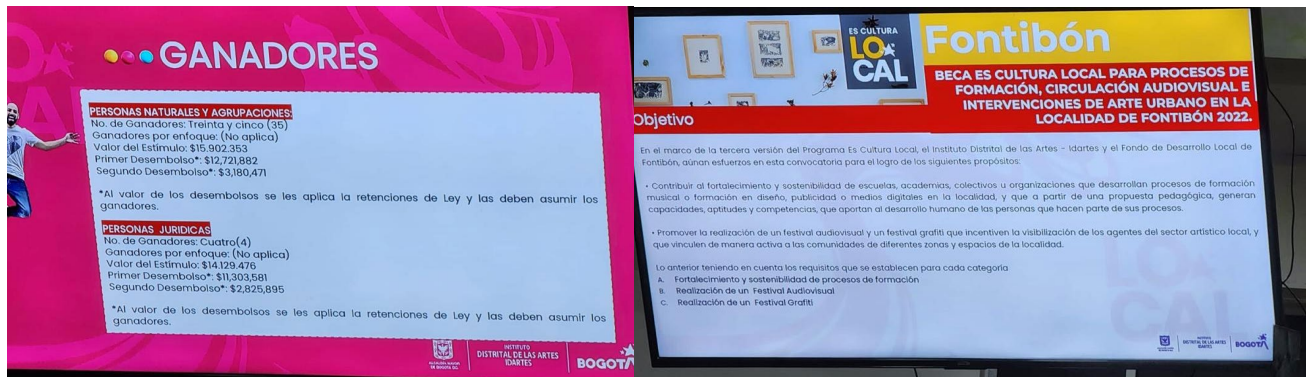 GANADORES
PERSONAS NATURALES Y AGRUPACIONES:
No. de Ganadores: Treinta y cinco (35)
Ganadores por enfoque: (No aplica)
Valor del Estímulo: $15.902.353
Primer Desembolso*: $12,721,882
Segundo Desembolso*: $3,180,471
*Al valor de los desembolsos se les aplica la retenciones de Ley y las deben asumir los
ganadores.
PERSONAS JURIDICAS
No. de Ganadores: Cuatro(4)
Ganadores por enfoque: (No aplica)
Valor del Estímulo: $14.129.476
Primer Desembolso*: $11,303,581
Segundo Desembolso*: $2,825,895
*Al valor de los desembolsos se les aplica la retenciones de Ley y las deben asumir los
ganadores.
INSTITUTO
DISTRITAL DE LAS ARTES
IDARTES
BOGOTÁ
ES CULTURA
LO
CAL
Fontibón
BECA ES CULTURA LOCAL PARA PROCESOS DE
FORMACIÓN, CIRCULACIÓN AUDIOVISUAL E
INTERVENCIONES DE ARTE URBANO EN LA
LOCALIDAD DE FONTIBÓN 2022.
Objetivo
En el marco de la tercera versión del Programa Es Cultura Local, el Instituto Distrital de las Artes - Idartes y el Fondo de Desarrollo Local de
Fontibón, aúnan esfuerzos en esta convocatoria para el logro de los siguientes propósitos:
• Contribuir al fortalecimiento y sostenibilidad de escuelas, academias, colectivos u organizaciones que desarrollan procesos de formación
musical o formación en diseño, publicidad o medios digitales en la localidad, y que a partir de una propuesta pedagógica, generan
capacidades, aptitudes y competencias, que aportan al desarrollo humano de las personas que hacen parte de sus procesos.
• Promover la realización de un festival audiovisual y un festival grafiti que incentiven la visibilización de los agentes del sector artístico local, y
que vinculen de manera activa a las comunidades de diferentes zonas y espacios de la localidad.
Lo anterior teniendo en cuenta los requisitos que se establecen para cada categoría
A. Fortalecimiento y sostenibilidad de procesos de formación
B. Realización de un Festival Audiovisual
C. Realización de un Festival Grafiti
LO
CAL
INSTITUTO
DISTRITAL DE LAS ARTES
IDARTES
BOGOTÁ